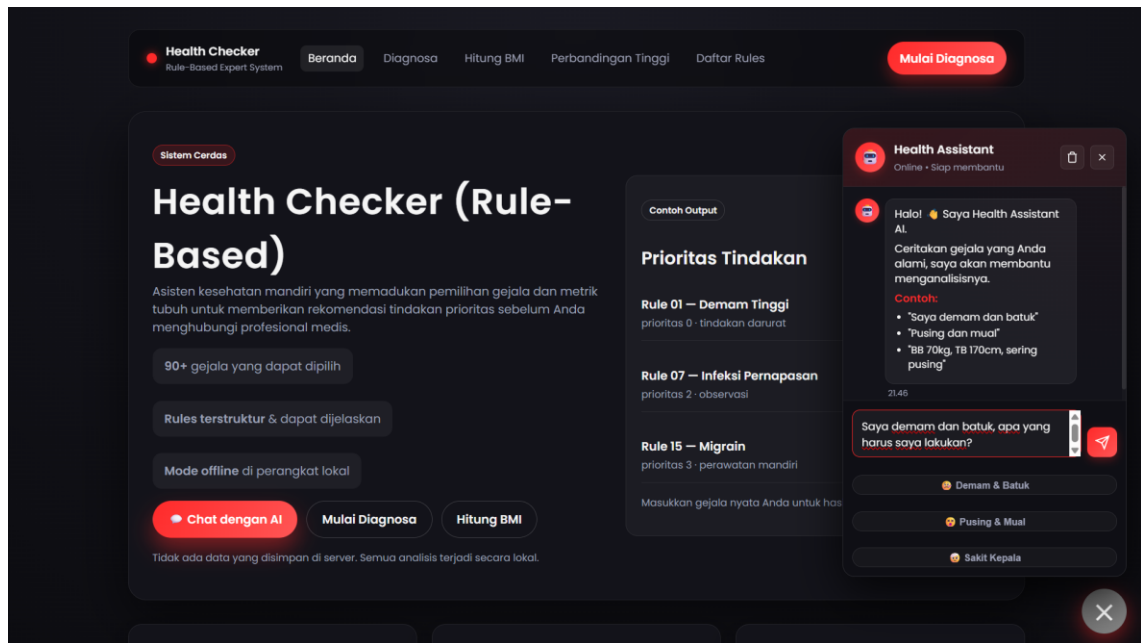 Health Checker
Rule-Based Expert System
Beranda
Diagnosa
Hitung BMI
Perbandingan Tinggi
Daftar Rules
Mulai Diagnosa
Sistem Cerdas
Health Checker (Rule-
Based)
Asisten kesehatan mandiri yang memadukan pemilihan gejala dan metrik
tubuh untuk memberikan rekomendasi tindakan prioritas sebelum Anda
menghubungi profesional medis.
90+ gejala yang dapat dipilih
Rules terstruktur & dapat dijelaskan
Mode offline di perangkat lokal
Chat dengan AI
Mulai Diagnosa
Hitung BMI
Tidak ada data yang disimpan di server. Semua analisis terjadi secara lokal.
Contoh Output
Prioritas Tindakan
Rule 01 — Demam Tinggi
prioritas 0 · tindakan darurat
Rule 07 — Infeksi Pernapasan
prioritas 2 · observasi
Rule 15 — Migrain
prioritas 3 · perawatan mandiri
Masukkan gejala nyata Anda untuk has
Health Assistant
Online • Siap membantu
Halo! 👋 Saya Health Assistant
AI.
Ceritakan gejala yang Anda
alami, saya akan membantu
menganalisisnya.
Contoh:
• "Saya demam dan batuk"
• "Pusing dan mual"
• "BB 70kg, TB 170cm, sering
pusing"
21.46
Saya demam dan batuk, apa yang
harus saya lakukan?
Demam & Batuk
Pusing & Mual
Sakit Kepala